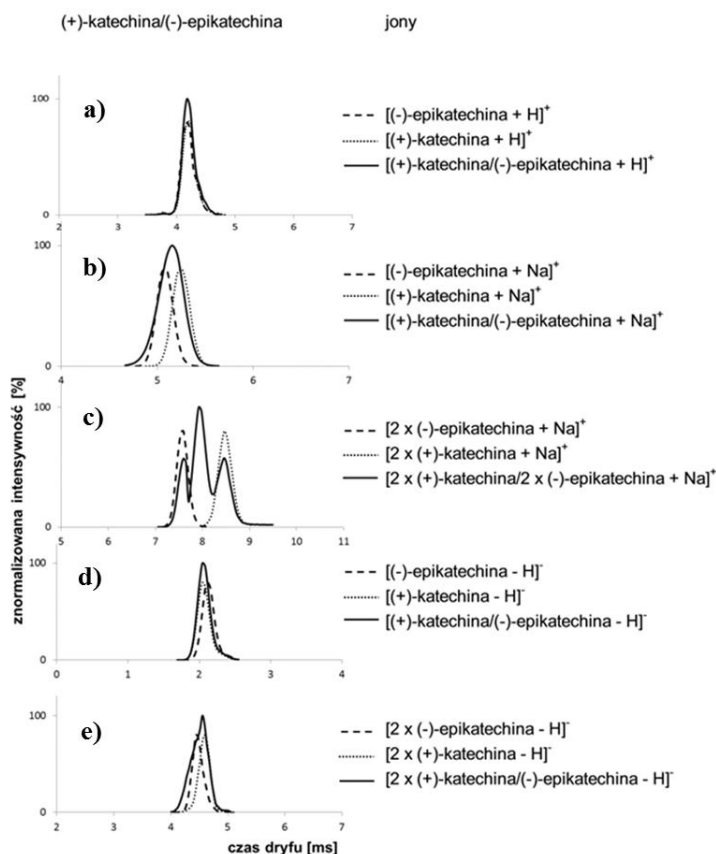 (+)-katechina/(-)-epikatechina jony
a)
100
0
2 3 4 5 6 7
[(-)-epikatechina + H]⁺
[(+)-katechina + H]⁺
[(+)-katechina/(-)-epikatechina + H]⁺
b)
100
0
4 5 6 7
[(-)-epikatechina + Na]⁺
[(+)-katechina + Na]⁺
[(+)-katechina/(-)-epikatechina + Na]⁺
c)
100
0
5 6 7 8 9 10 11
[2 x (-)-epikatechina + Na]⁺
[2 x (+)-katechina + Na]⁺
[2 x (+)-katechina/2 x (-)-epikatechina + Na]⁺
d)
100
0
0 1 2 3 4
[(-)-epikatechina - H]⁻
[(+)-katechina - H]⁻
[(+)-katechina/(-)-epikatechina - H]⁻
e)
100
0
2 3 4 5 6 7
[2 x (-)-epikatechina - H]⁻
[2 x (+)-katechina - H]⁻
[2 x (+)-katechina/(-)-epikatechina - H]⁻
znormalizowana intensywność [%]
czas dryfu [ms]